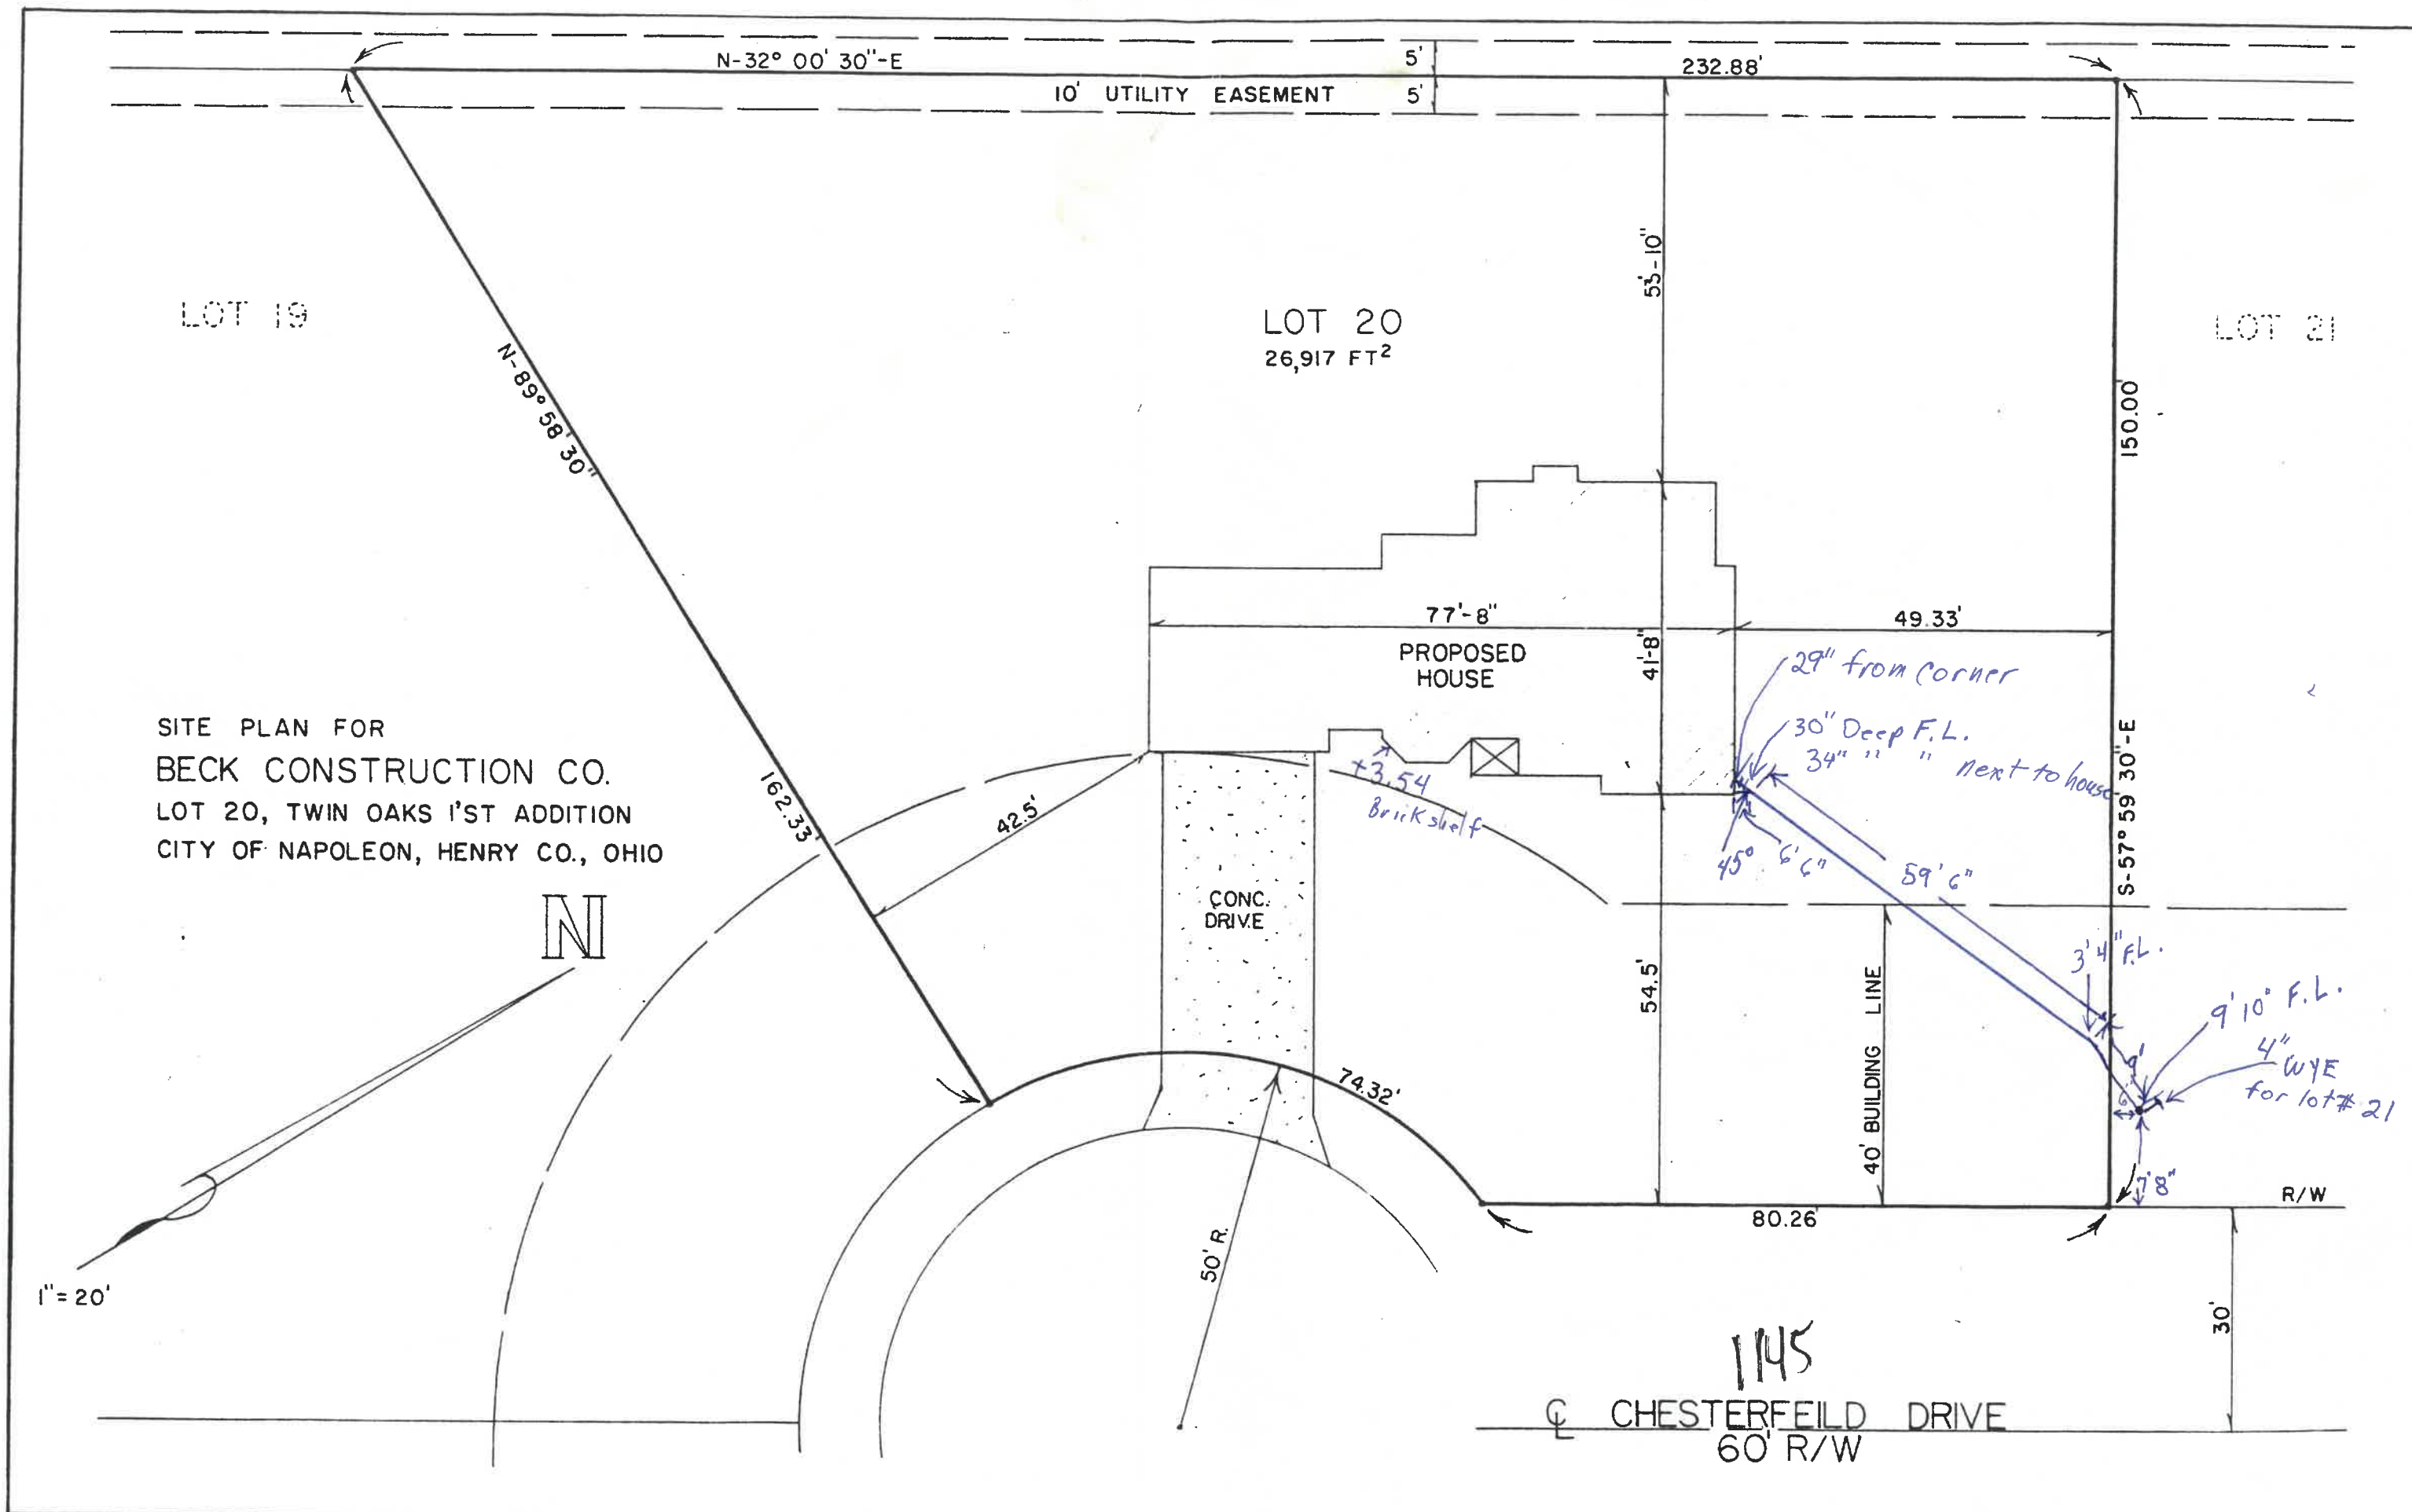 N-32° 00' 30"-E
5'
232.88'
10' UTILITY EASEMENT
5'
53'-10"
LOT 19
LOT 20
26,917 FT²
LOT 21
N-89° 58' 30"
150.00'
77'-8"
49.33'
PROPOSED
HOUSE
41'-8"
29" from Corner
30" Deep F.L.
34" " " next to house
SITE PLAN FOR
BECK CONSTRUCTION CO.
LOT 20, TWIN OAKS 1'ST ADDITION
CITY OF NAPOLEON, HENRY CO., OHIO
162.33'
42.5'
+3.54
Brick shelf
S-57° 59' 30"-E
45°
6'6"
59'6"
N
CONC.
DRIVE
3'4" F.L.
54.5'
40' BUILDING LINE
9'10" F.L.
4"
WYE
for lot # 21
9'
6'
74.32'
7'8"
R/W
80.26'
50' R.
1"=20'
30'
1145
℄ CHESTERFEILD DRIVE
60' R/W